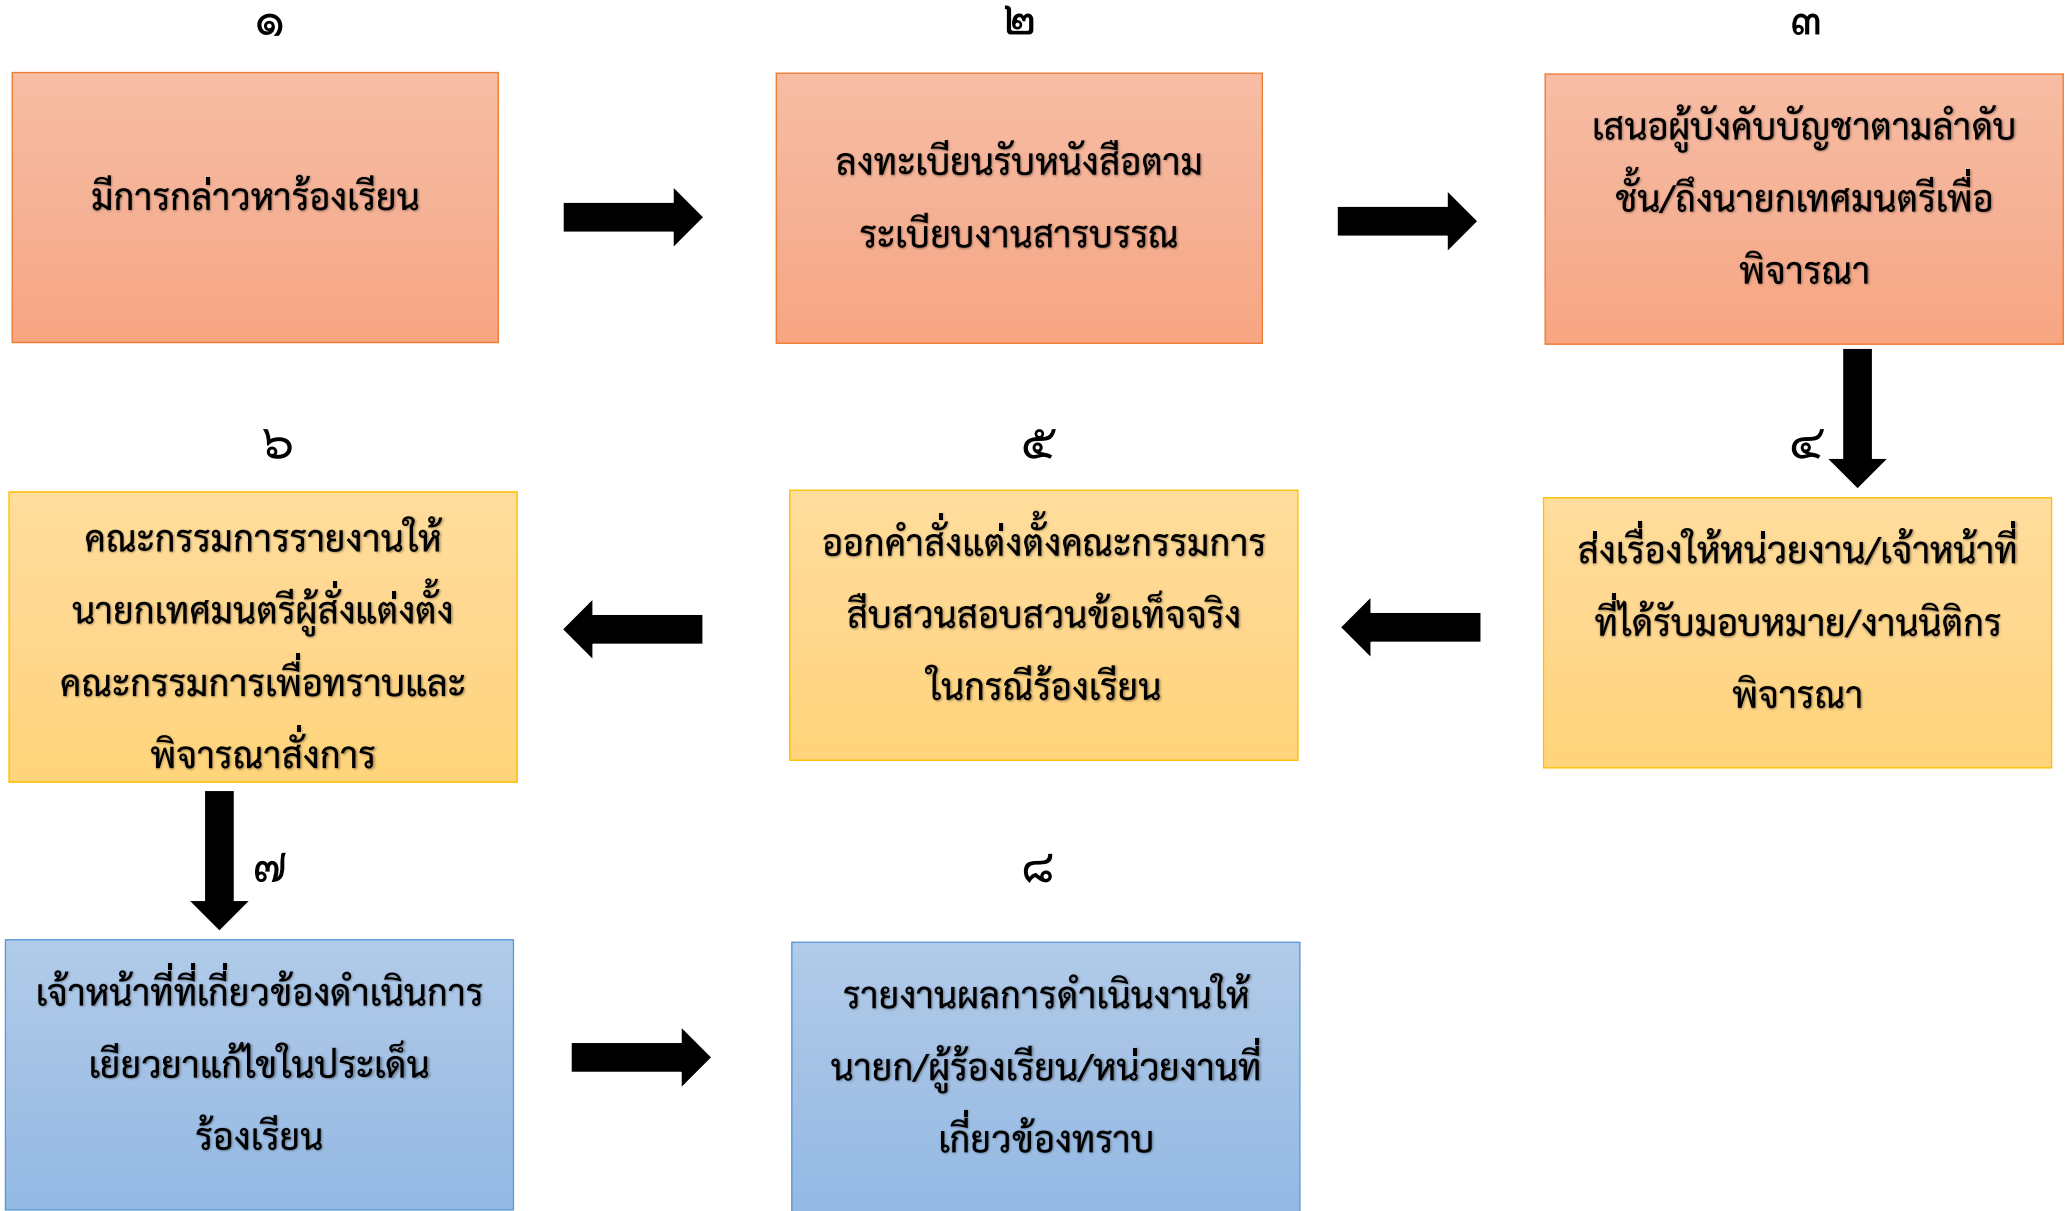 ๑
มีการกล่าวหาร้องเรียน
๒
ลงทะเบียนรับหนังสือตาม
ระเบียบงานสารบรรณ
๓
เสนอผู้บังคับบัญชาตามลำดับ
ชั้น/ถึงนายกเทศมนตรีเพื่อ
พิจารณา
๔
ส่งเรื่องให้หน่วยงาน/เจ้าหน้าที่
ที่ได้รับมอบหมาย/งานนิติกร
พิจารณา
๕
ออกคำสั่งแต่งตั้งคณะกรรมการ
สืบสวนสอบสวนข้อเท็จจริง
ในกรณีร้องเรียน
๖
คณะกรรมการรายงานให้
นายกเทศมนตรีผู้สั่งแต่งตั้ง
คณะกรรมการเพื่อทราบและ
พิจารณาสั่งการ
๗
เจ้าหน้าที่ที่เกี่ยวข้องดำเนินการ
เยียวยาแก้ไขในประเด็น
ร้องเรียน
๘
รายงานผลการดำเนินงานให้
นายก/ผู้ร้องเรียน/หน่วยงานที่
เกี่ยวข้องทราบ